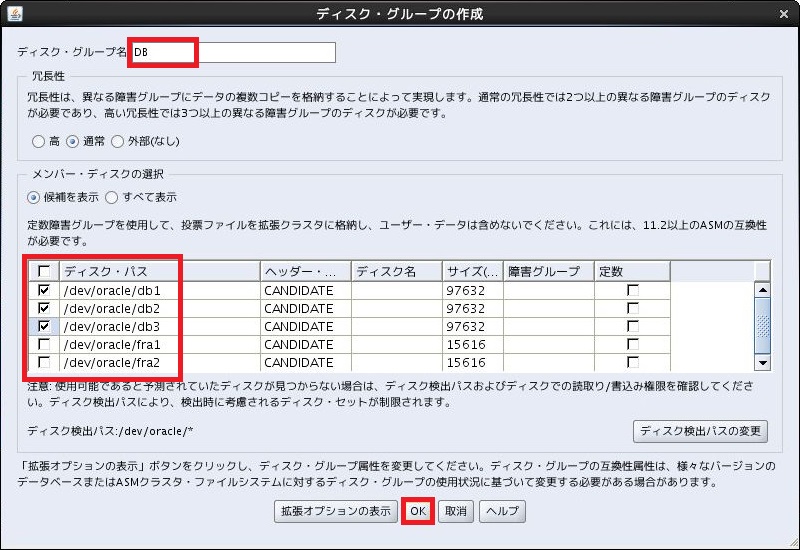 ディスク・グループの作成
ディスク・グループ名 DB
冗長性
冗長性は、異なる障害グループにデータの複数コピーを格納することによって実現します。通常の冗長性では2つ以上の異なる障害グループのディスク
が必要であり、高い冗長性では3つ以上の異なる障害グループのディスクが必要です。
高 通常 外部(なし)
メンバー・ディスクの選択
候補を表示 すべて表示
定数障害グループを使用して、投票ファイルを拡張クラスタに格納し、ユーザー・データは含めないでください。これには、11.2以上のASMの互換性
が必要です。
ディスク・パス ヘッダー・... ディスク名 サイズ(... 障害グループ 定数
/dev/oracle/db1 CANDIDATE 97632
/dev/oracle/db2 CANDIDATE 97632
/dev/oracle/db3 CANDIDATE 97632
/dev/oracle/fra1 CANDIDATE 15616
/dev/oracle/fra2 CANDIDATE 15616
注意: 使用可能であると予測されていたディスクが見つからない場合は、ディスク検出パスおよびディスクでの読取り/書込み権限を確認してくださ
い。ディスク検出パスにより、検出時に考慮されるディスク・セットが制限されます。
ディスク検出パス:/dev/oracle/* ディスク検出パスの変更
「拡張オプションの表示」ボタンをクリックし、ディスク・グループ属性を変更してください。ディスク・グループの互換性属性は、様々なバージョンの
データベースまたはASMクラスタ・ファイルシステムに対するディスク・グループの使用状況に基づいて変更する必要がある場合があります。
拡張オプションの表示 OK 取消 ヘルプ